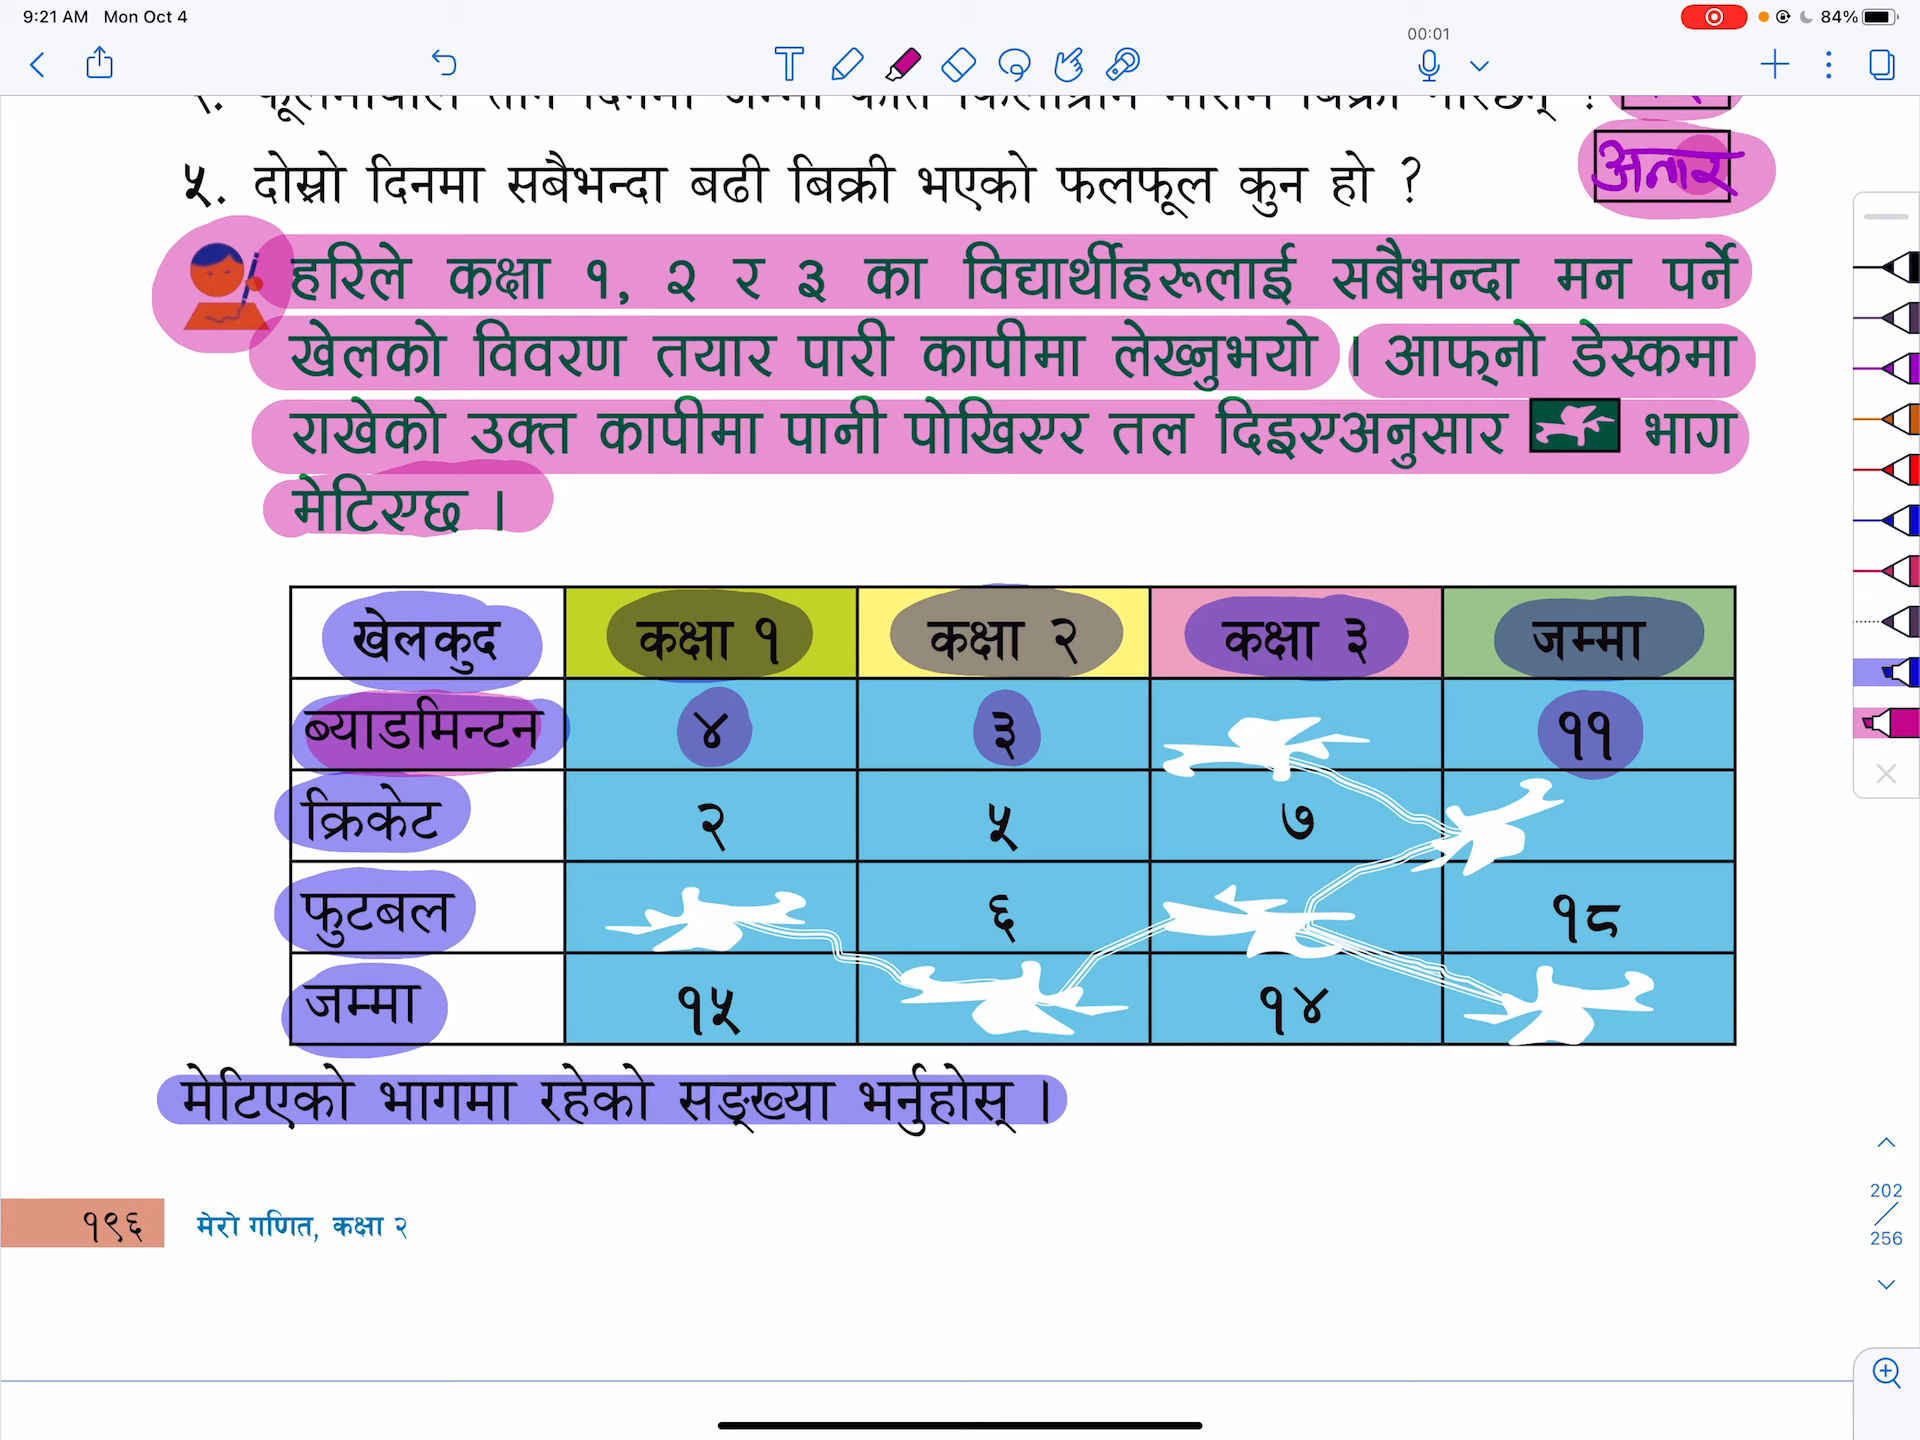 9:21 AM Mon Oct 4
84%
00:01
५. दोस्रो दिनमा सबैभन्दा बढी बिक्री भएको फलफूल कुन हो ? अनार
हरिले कक्षा १, २ र ३ का विद्यार्थीहरूलाई सबैभन्दा मन पर्ने
खेलको विवरण तयार पारी कापीमा लेख्नुभयो । आफ्नो डेस्कमा
राखेको उक्त कापीमा पानी पोखिएर तल दिइएअनुसार भाग
मेटिएछ ।
खेलकुद कक्षा १ कक्षा २ कक्षा ३ जम्मा
ब्याडमिन्टन ४ ३ ११
क्रिकेट २ ५ ७
फुटबल ६ १८
जम्मा १५ १४
मेटिएको भागमा रहेको सङ्ख्या भर्नुहोस् ।
202
256
१९६ मेरो गणित, कक्षा २